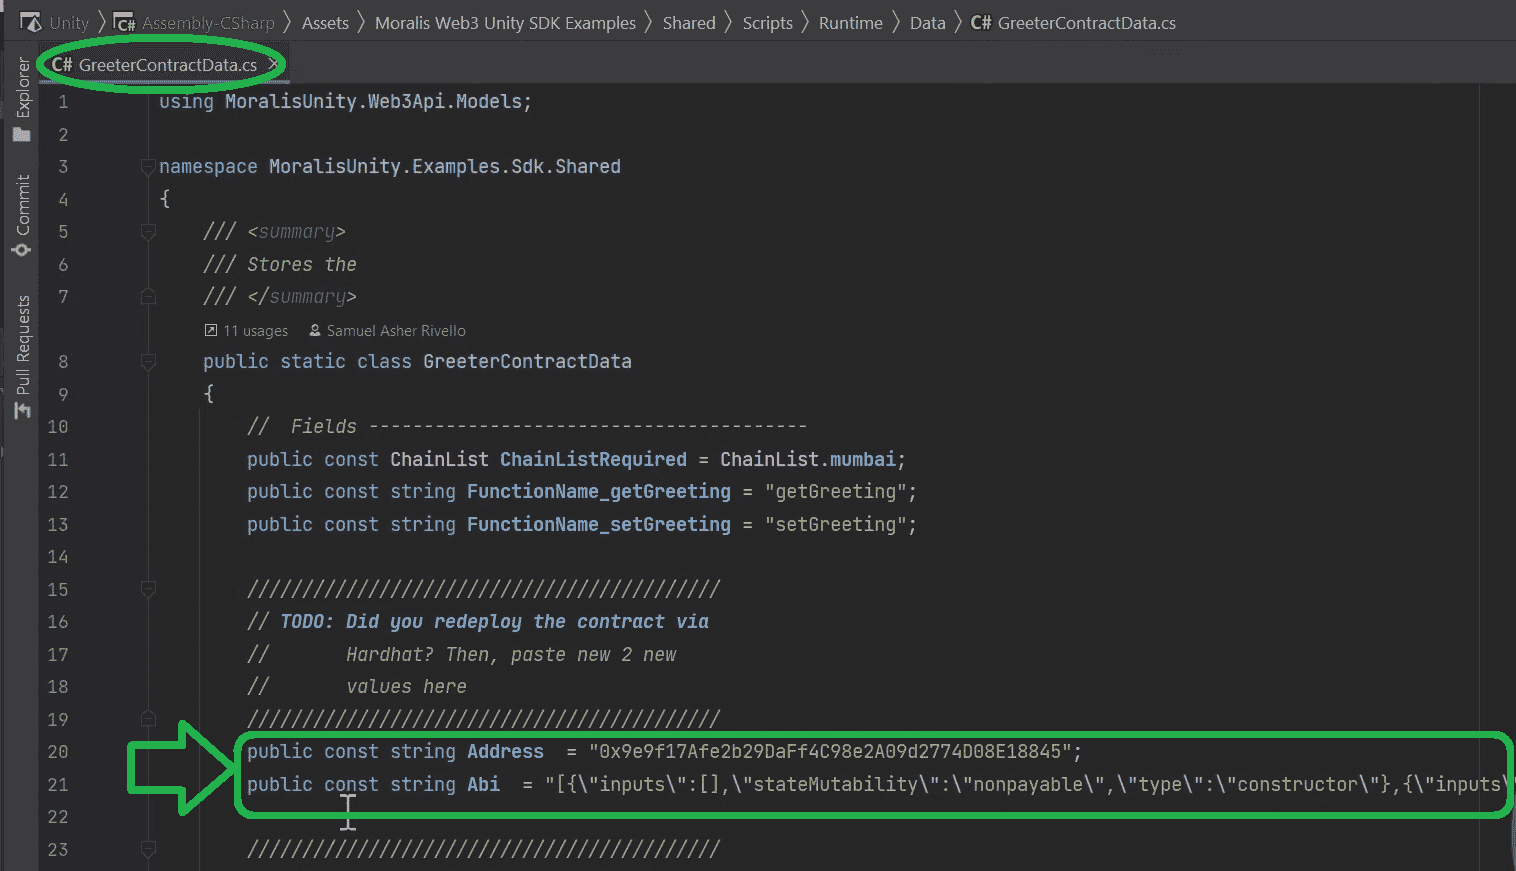 Unity Assembly-CSharp Assets Moralis Web3 Unity SDK Examples Shared Scripts Runtime Data C# GreeterContractData.cs
C# GreeterContractData.cs ×
Explorer
Commit
Pull Requests
1 using MoralisUnity.Web3Api.Models;
2
3 namespace MoralisUnity.Examples.Sdk.Shared
4 {
5 /// <summary>
6 /// Stores the
7 /// </summary>
11 usages Samuel Asher Rivello
8 public static class GreeterContractData
9 {
10 //  Fields ----------------------------------------
11 public const ChainList ChainListRequired = ChainList.mumbai;
12 public const string FunctionName_getGreeting = "getGreeting";
13 public const string FunctionName_setGreeting = "setGreeting";
14
15 ///////////////////////////////////////////
16 // TODO: Did you redeploy the contract via
17 //       Hardhat? Then, paste new 2 new
18 //       values here
19 ///////////////////////////////////////////
20 public const string Address  = "0x9e9f17Afe2b29DaFf4C98e2A09d2774D08E18845";
21 public const string Abi  = "[{\"inputs\":[],\"stateMutability\":\"nonpayable\",\"type\":\"constructor\"},{\"inputs\
22
23 ///////////////////////////////////////////